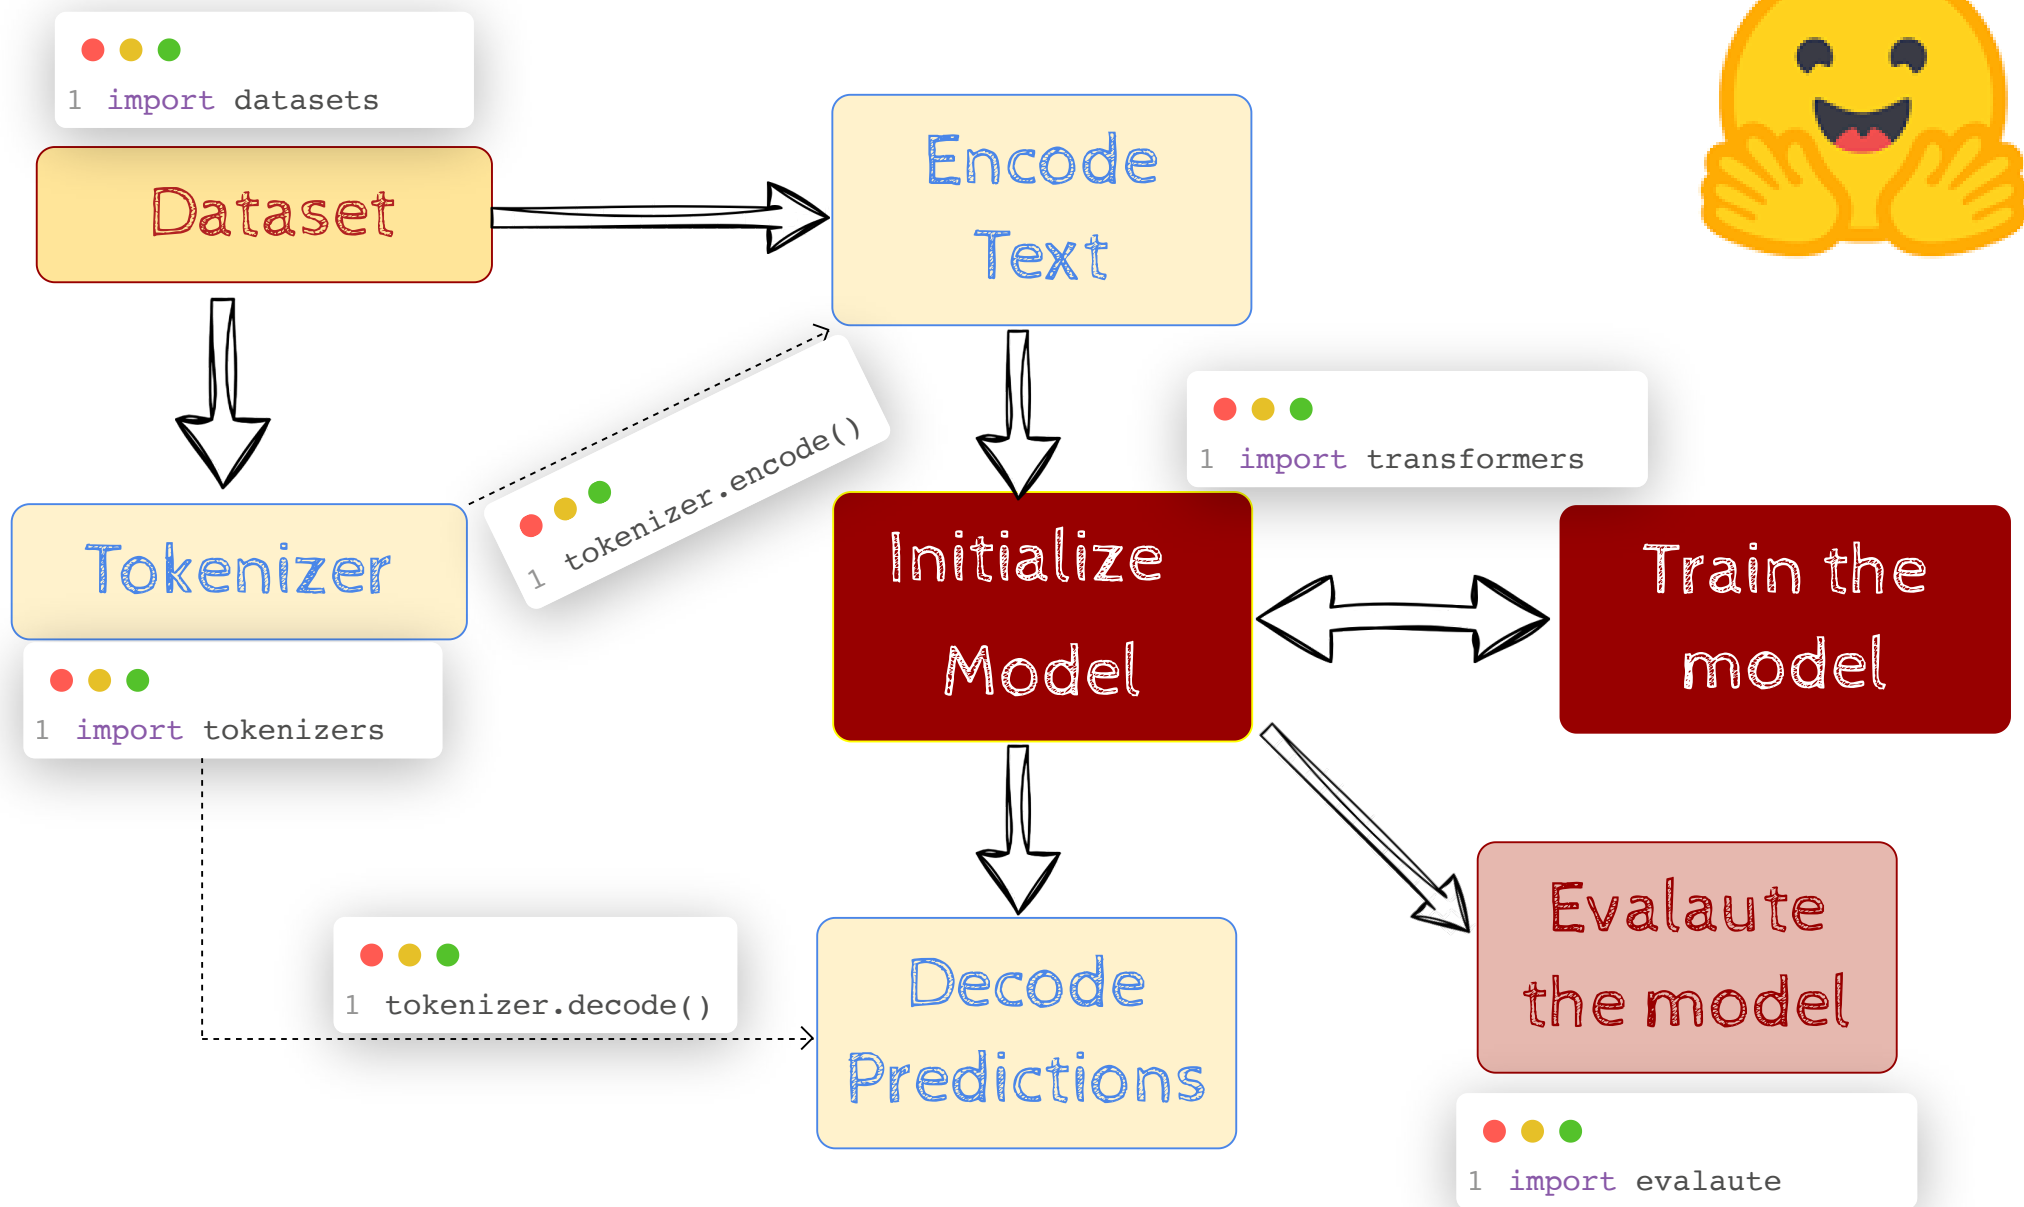 1 import datasets
Dataset
Encode
Text
1 tokenizer.encode()
1 import transformers
Tokenizer
1 import tokenizers
Initialize
Model
Train the
model
1 tokenizer.decode()
Decode
Predictions
Evalaute
the model
1 import evalaute